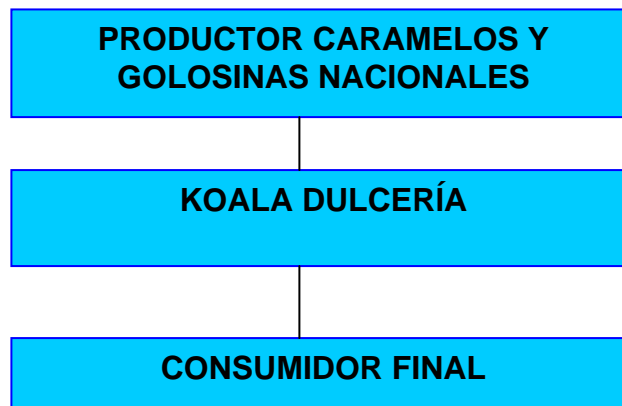 PRODUCTOR CARAMELOS Y
GOLOSINAS NACIONALES
KOALA DULCERÍA
CONSUMIDOR FINAL